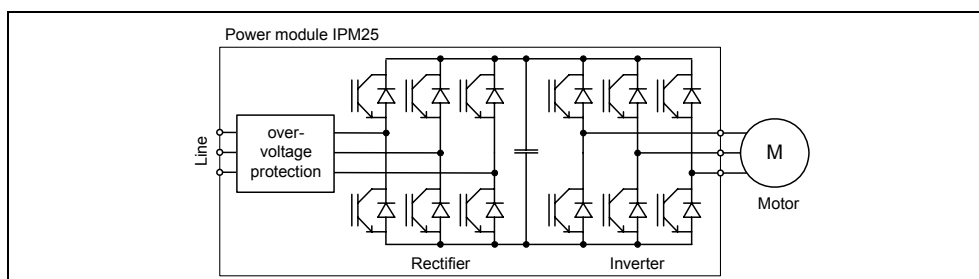 Power module IPM25
Line
over-
voltage
protection
M
Motor
Rectifier
Inverter